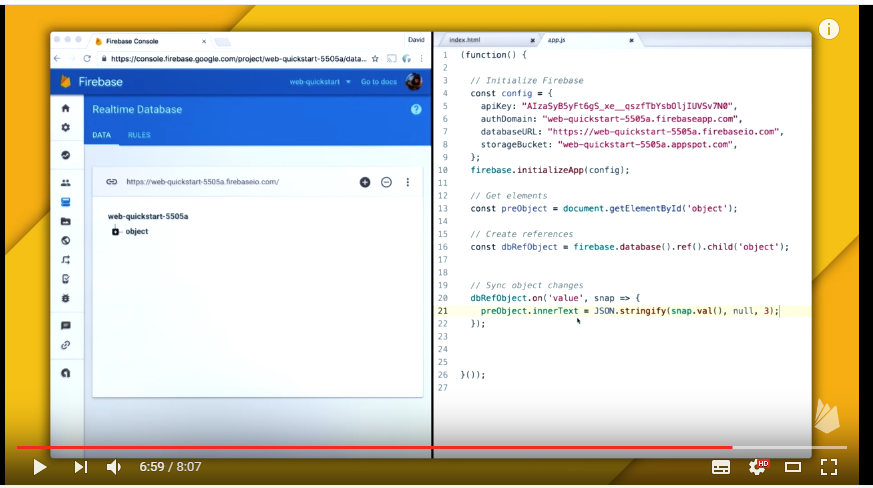 Firebase Console
David
https://console.firebase.google.com/project/web-quickstart-5505a/data...
Firebase
web-quickstart
Go to docs
Realtime Database
DATA
RULES
https://web-quickstart-5505a.firebaseio.com/
web-quickstart-5505a
object
index.html
app.js
1 (function() {
2
3 // Initialize Firebase
4 const config = {
5 apiKey: "AIzaSyB5yFt6gS_xe__qszfTbYsbOljIUVSv7N0",
6 authDomain: "web-quickstart-5505a.firebaseapp.com",
7 databaseURL: "https://web-quickstart-5505a.firebaseio.com",
8 storageBucket: "web-quickstart-5505a.appspot.com",
9 };
10 firebase.initializeApp(config);
11
12 // Get elements
13 const preObject = document.getElementById('object');
14
15 // Create references
16 const dbRefObject = firebase.database().ref().child('object');
17
18
19 // Sync object changes
20 dbRefObject.on('value', snap => {
21 preObject.innerText = JSON.stringify(snap.val(), null, 3);
22 });
23
24
25
26 }());
27
6:59 / 8:07
HD